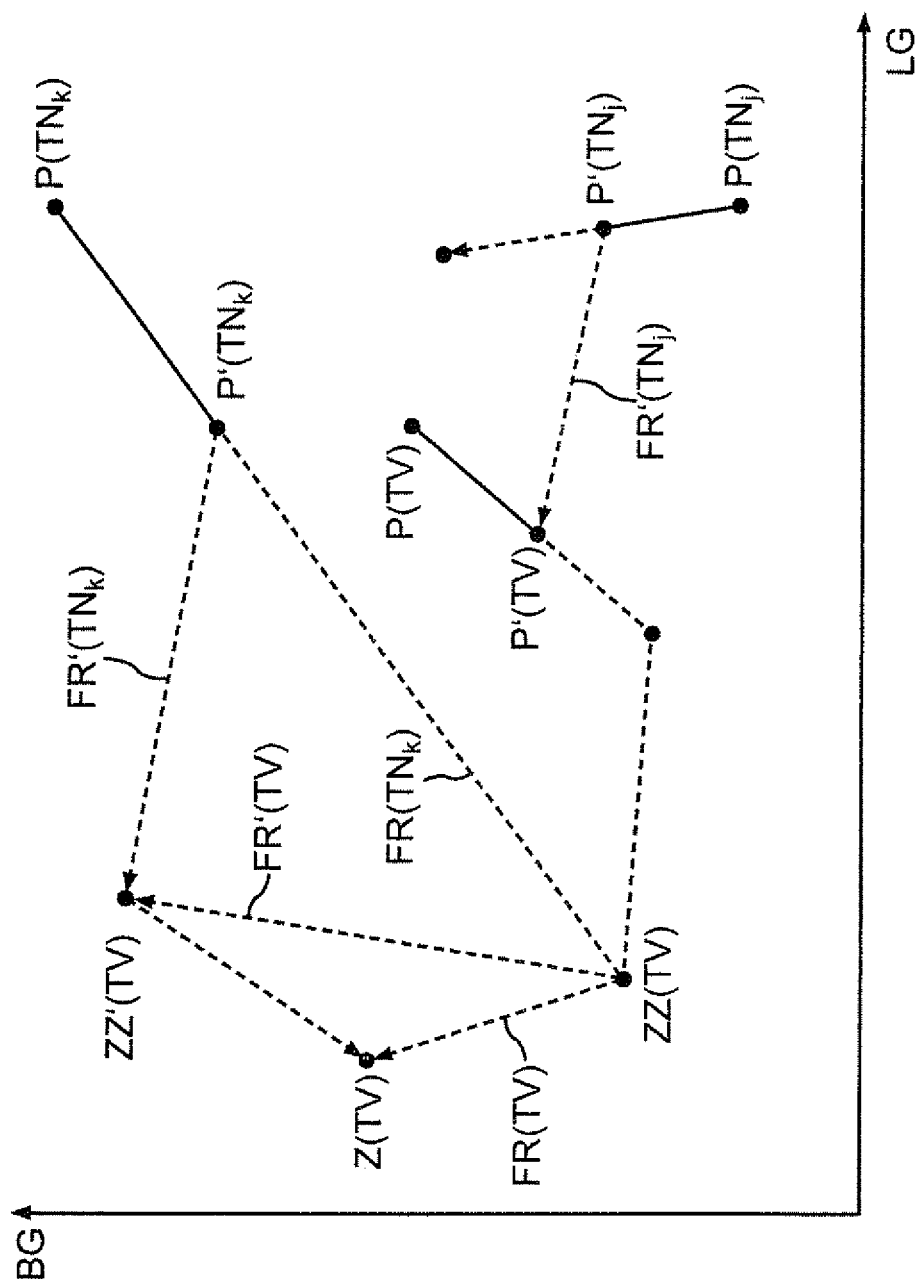 BG
P(TNk)
P'(TNk)
FR'(TNk)
ZZ'(TV)
FR'(TV)
Z(TV)
FR(TV)
ZZ(TV)
FR(TNk)
P(TV)
P'(TV)
P'(TNj)
FR'(TNj)
P(TNj)
LG